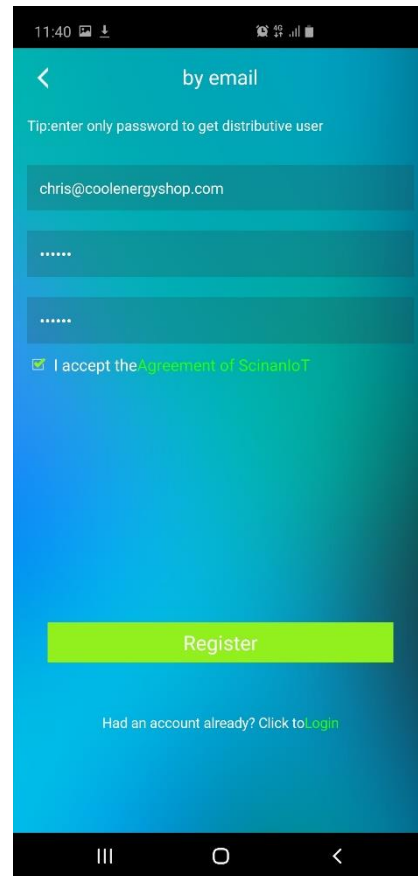 11:40
4G
by email
Tip:enter only password to get distributive user
chris@coolenergyshop.com
••••••
••••••
I accept theAgreement of ScinanIoT
Register
Had an account already? Click toLogin